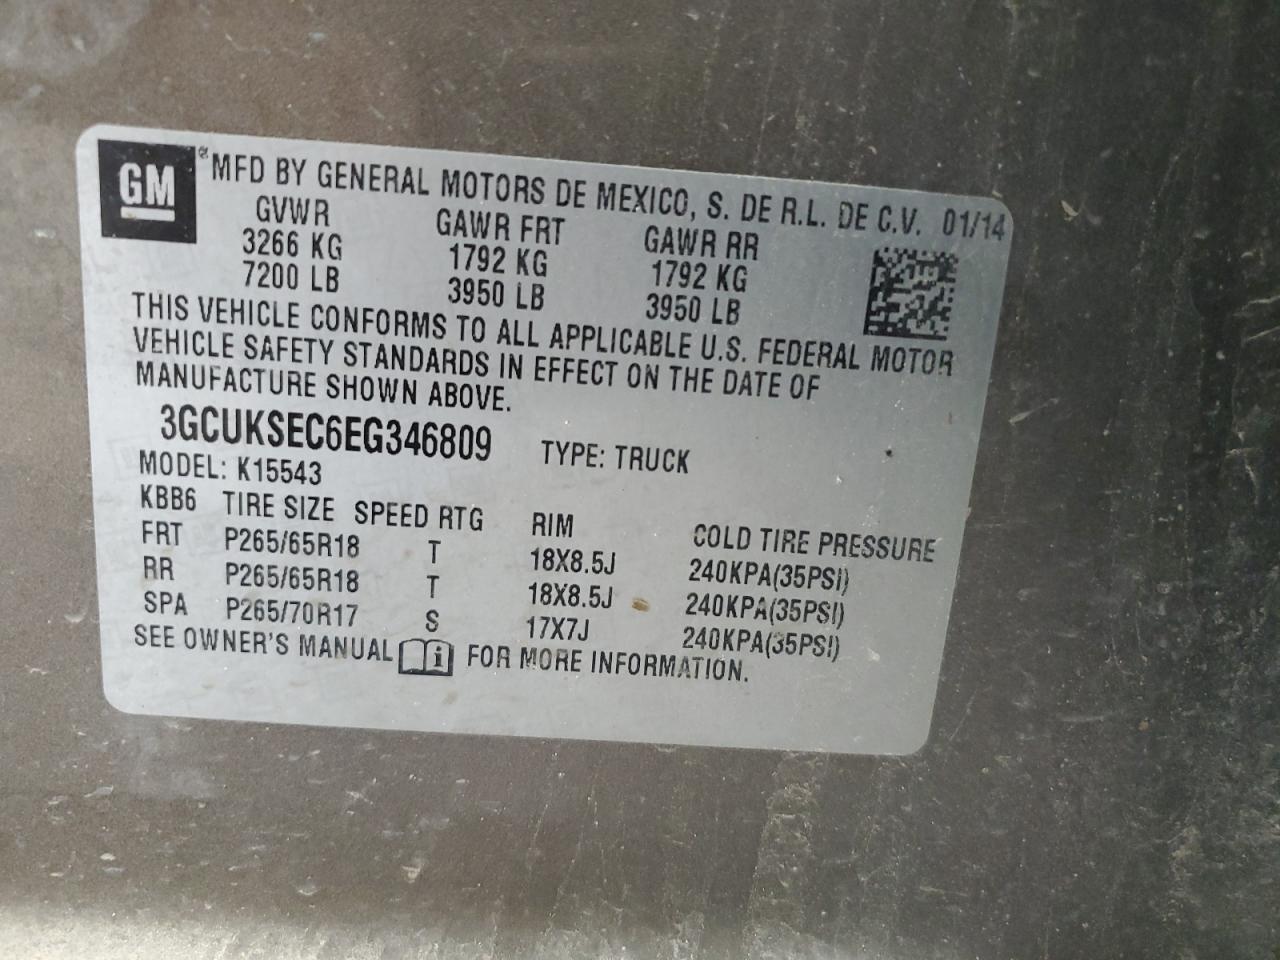 GM ® MFD BY GENERAL MOTORS DE MEXICO, S. DE R.L. DE C.V. 01/14
GVWR GAWR FRT GAWR RR
3266 KG 1792 KG 1792 KG
7200 LB 3950 LB 3950 LB
THIS VEHICLE CONFORMS TO ALL APPLICABLE U.S. FEDERAL MOTOR
VEHICLE SAFETY STANDARDS IN EFFECT ON THE DATE OF
MANUFACTURE SHOWN ABOVE.
3GCUKSEC6EG346809 TYPE: TRUCK
MODEL: K15543
KBB6 TIRE SIZE SPEED RTG RIM COLD TIRE PRESSURE
FRT P265/65R18 T 18X8.5J 240KPA(35PSI)
RR P265/65R18 T 18X8.5J 240KPA(35PSI)
SPA P265/70R17 S 17X7J 240KPA(35PSI)
SEE OWNER'S MANUAL i FOR MORE INFORMATION.